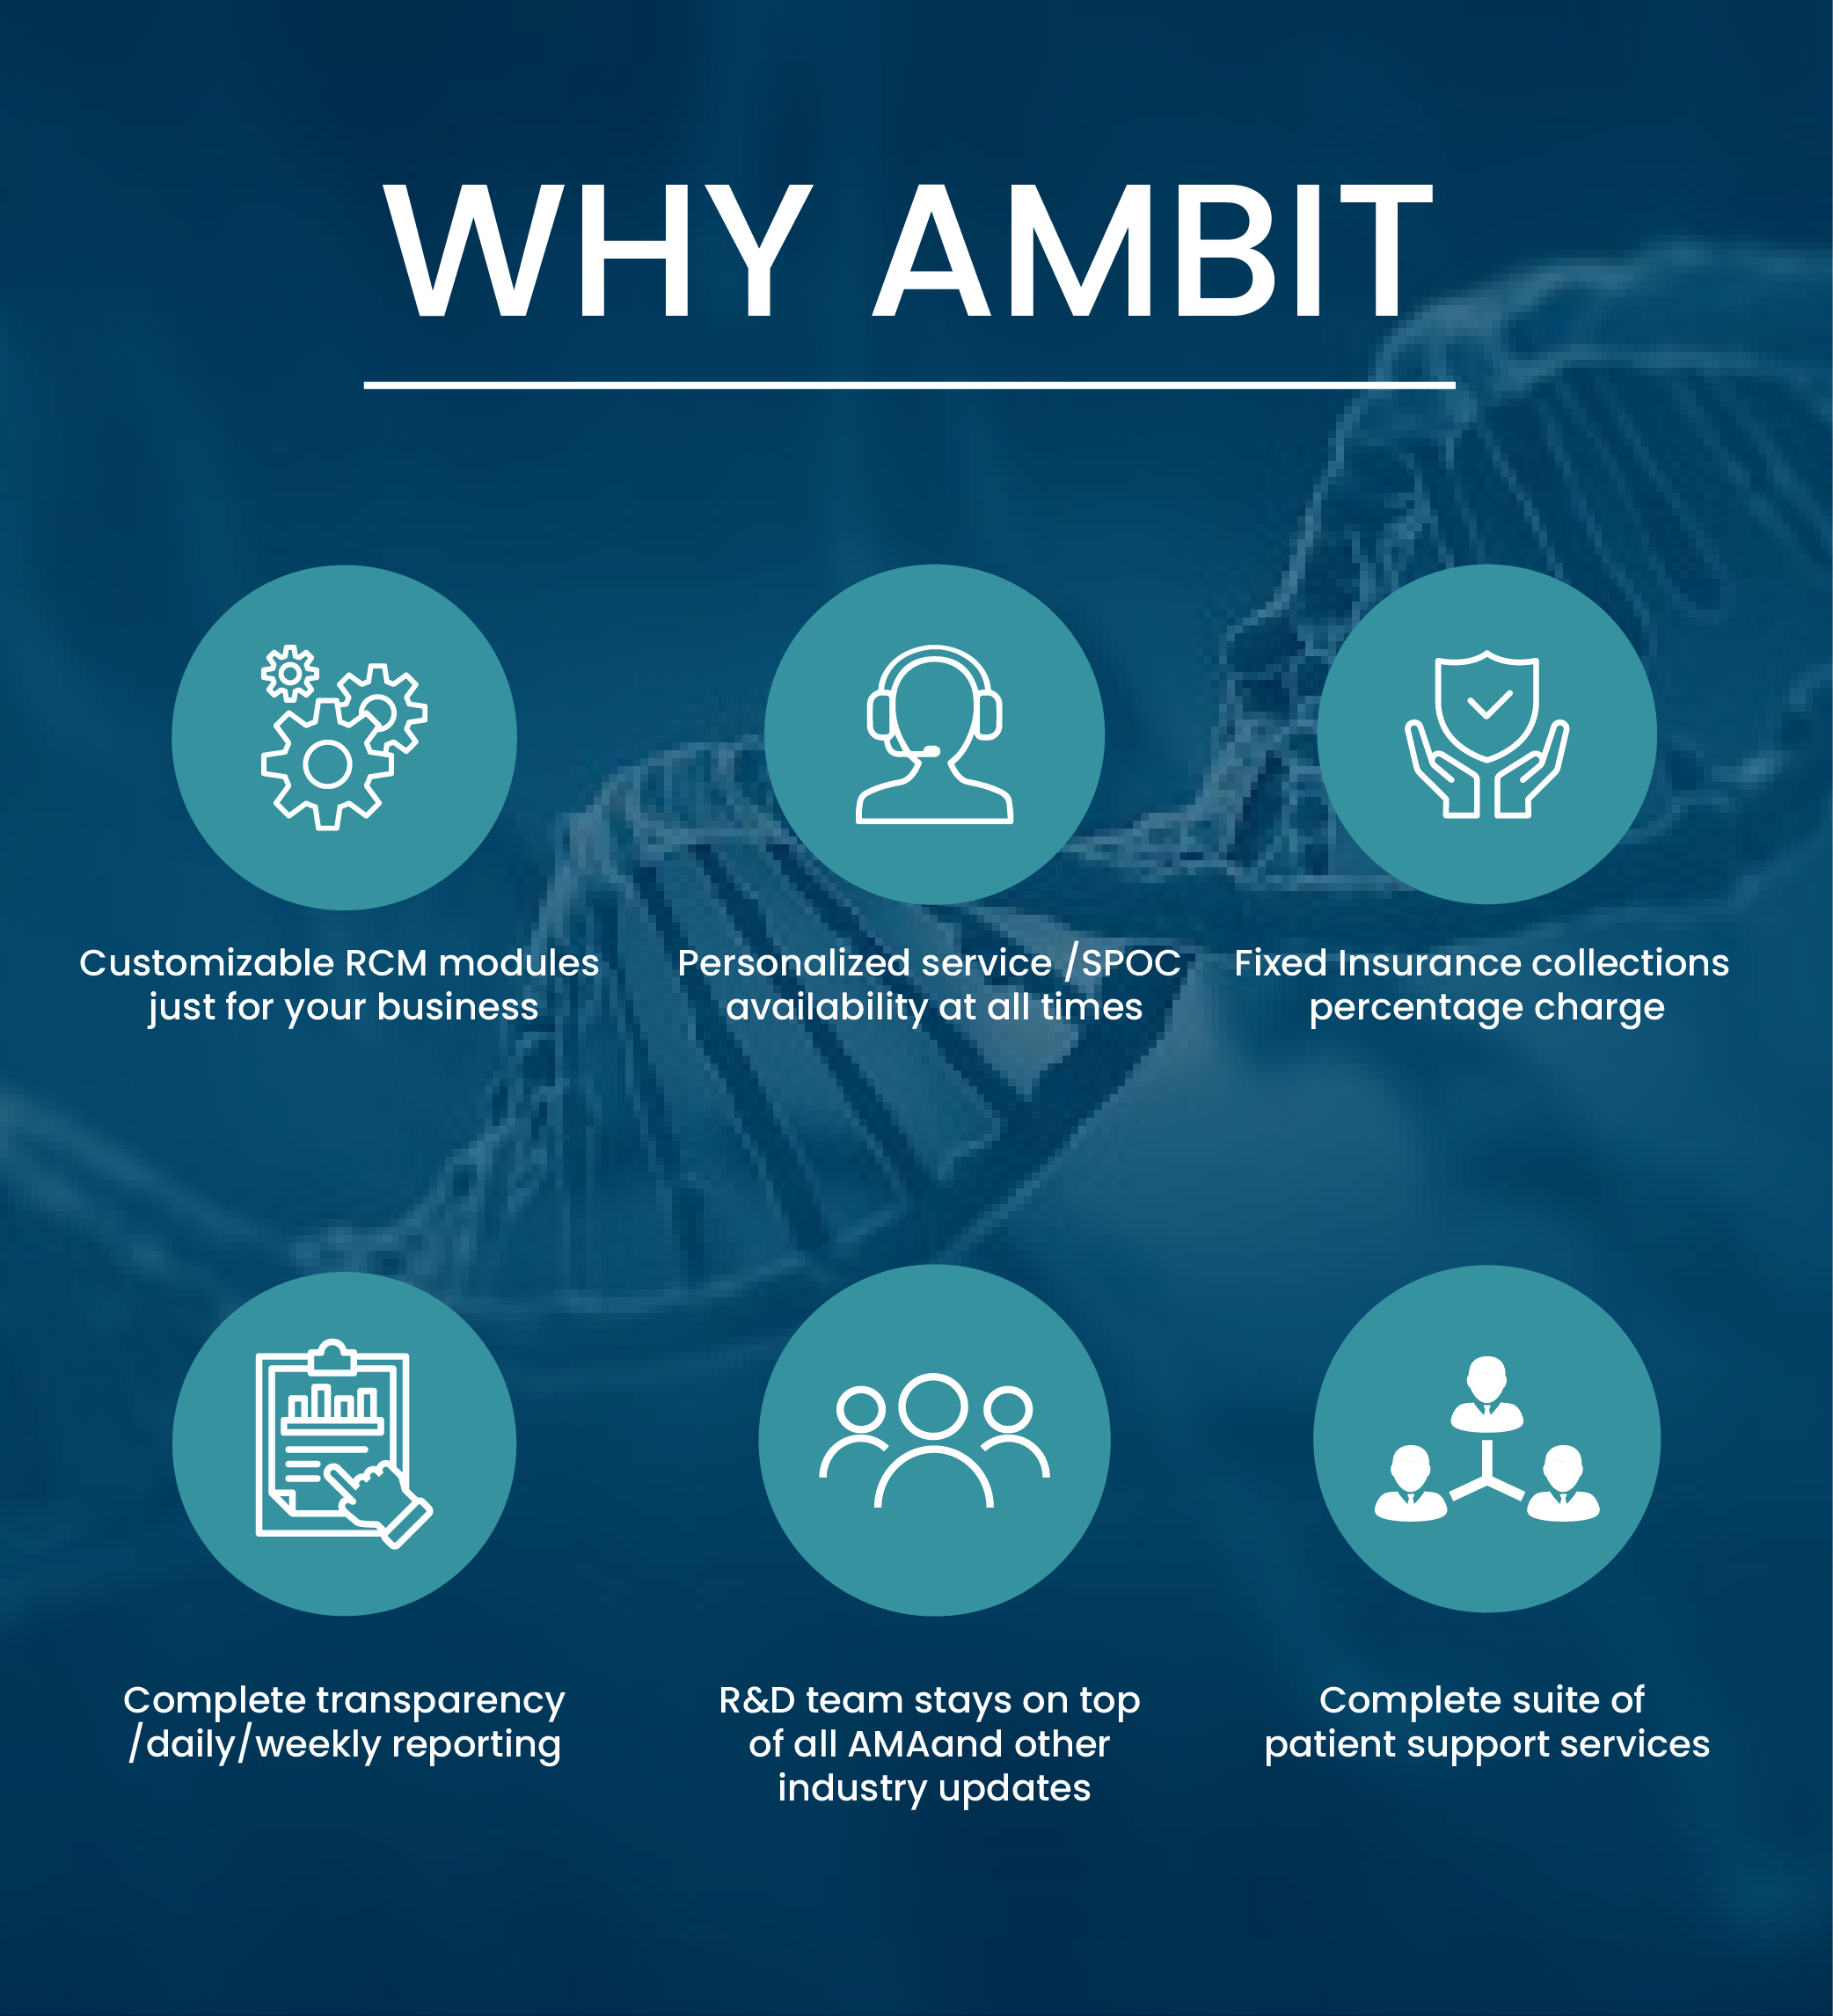 WHY AMBIT
Customizable RCM modules
just for your business
Personalized service /SPOC
availability at all times
Fixed Insurance collections
percentage charge
Complete transparency
/daily/weekly reporting
R&D team stays on top
of all AMAand other
industry updates
Complete suite of
patient support services